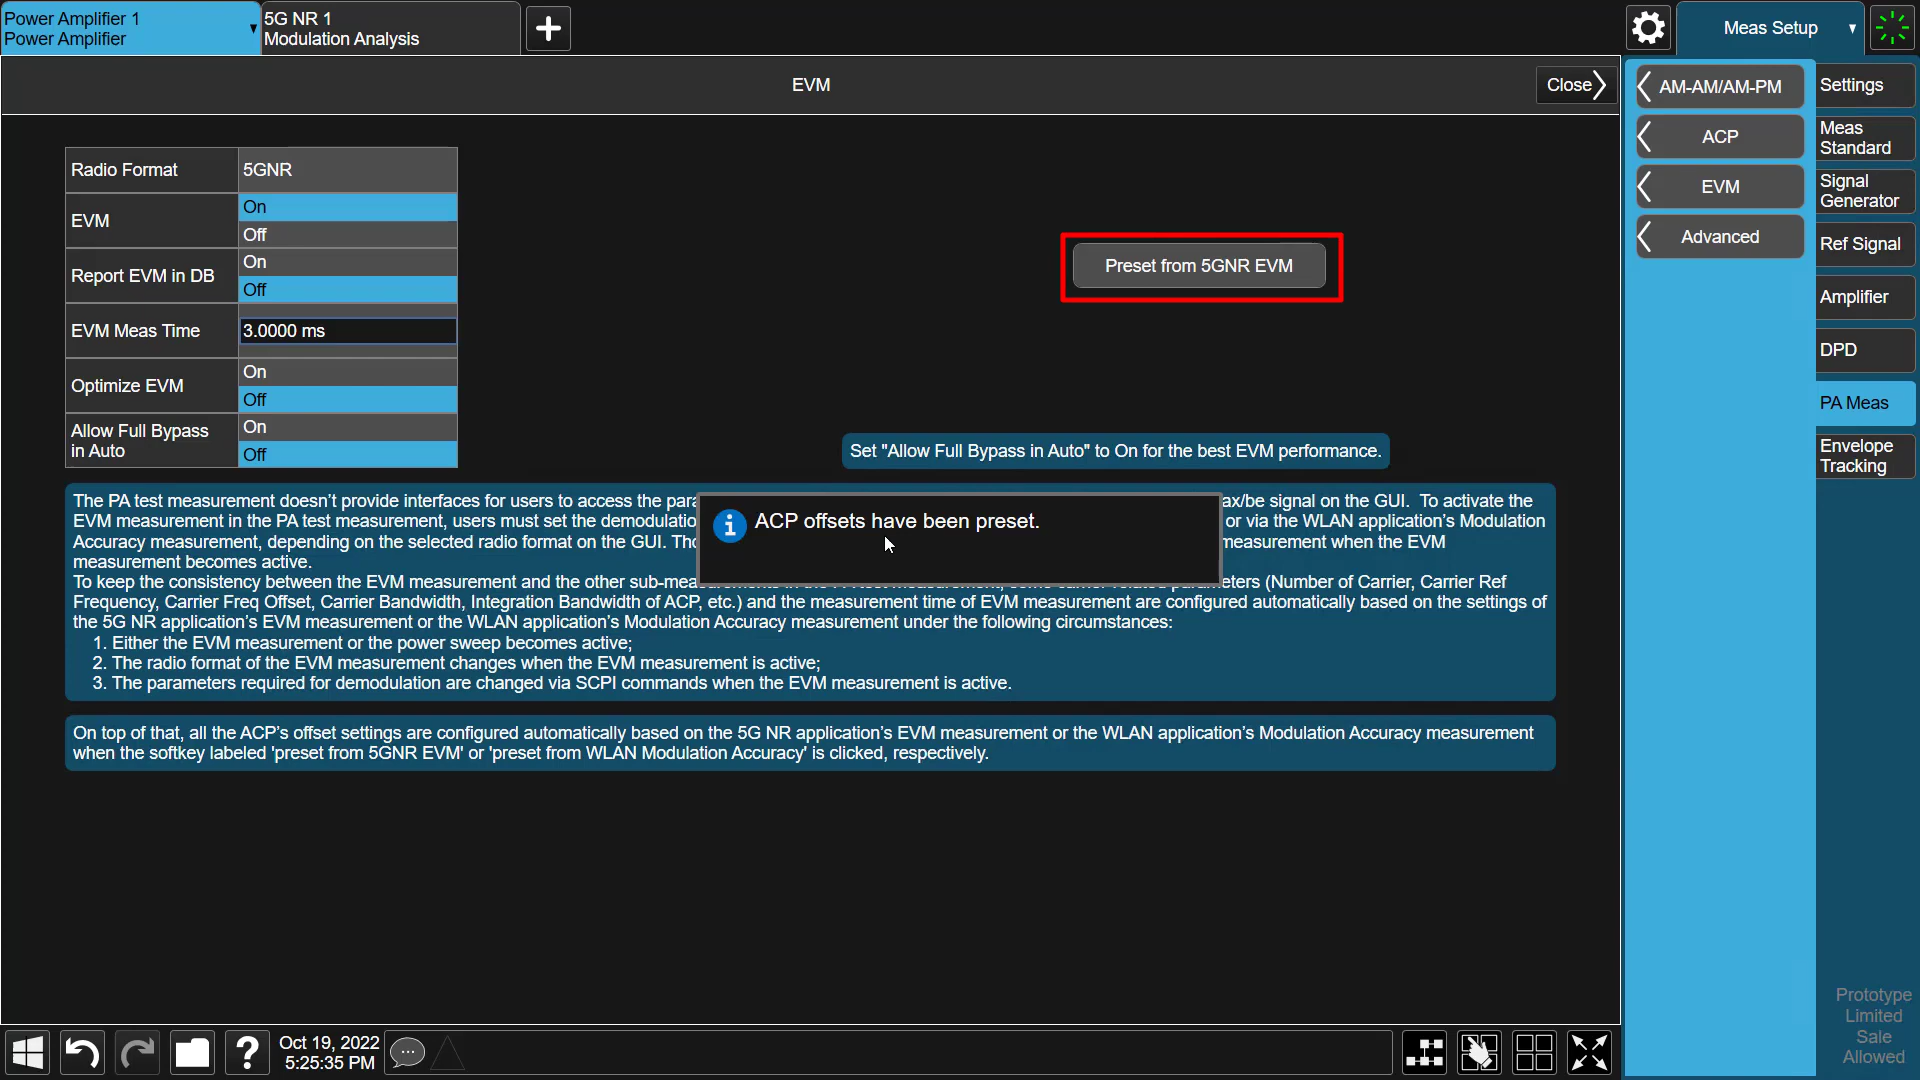 Power Amplifier 1
Power Amplifier
5G NR 1
Modulation Analysis
Meas Setup
EVM
Close
Radio Format
5GNR
EVM
On
Off
Report EVM in DB
On
Off
EVM Meas Time
3.0000 ms
Optimize EVM
On
Off
Allow Full Bypass
in Auto
On
Off
Preset from 5GNR EVM
Set "Allow Full Bypass in Auto" to On for the best EVM performance.
The PA test measurement doesn't provide interfaces for users to access the ax/be signal on the GUI. To activate the
EVM measurement in the PA test measurement, users must set the or via the WLAN application's Modulation
Accuracy measurement, depending on the selected radio format on the GUI. measurement when the EVM
measurement becomes active.
To keep the consistency between the EVM measurement and the other (Number of Carrier, Carrier Ref
Frequency, Carrier Freq Offset, Carrier Bandwidth, Integration Bandwidth of ACP, etc.) and the measurement time of EVM measurement are configured automatically based on the settings of
the 5G NR application's EVM measurement or the WLAN application's Modulation Accuracy measurement under the following circumstances:
1. Either the EVM measurement or the power sweep becomes active;
2. The radio format of the EVM measurement changes when the EVM measurement is active;
3. The parameters required for demodulation are changed via SCPI commands when the EVM measurement is active.
ACP offsets have been preset.
On top of that, all the ACP's offset settings are configured automatically based on the 5G NR application's EVM measurement or the WLAN application's Modulation Accuracy measurement
when the softkey labeled 'preset from 5GNR EVM' or 'preset from WLAN Modulation Accuracy' is clicked, respectively.
AM-AM/AM-PM
ACP
EVM
Advanced
Settings
Meas
Standard
Signal
Generator
Ref Signal
Amplifier
DPD
PA Meas
Envelope
Tracking
Prototype
Limited
Sale
Allowed
?
Oct 19, 2022
5:25:35 PM